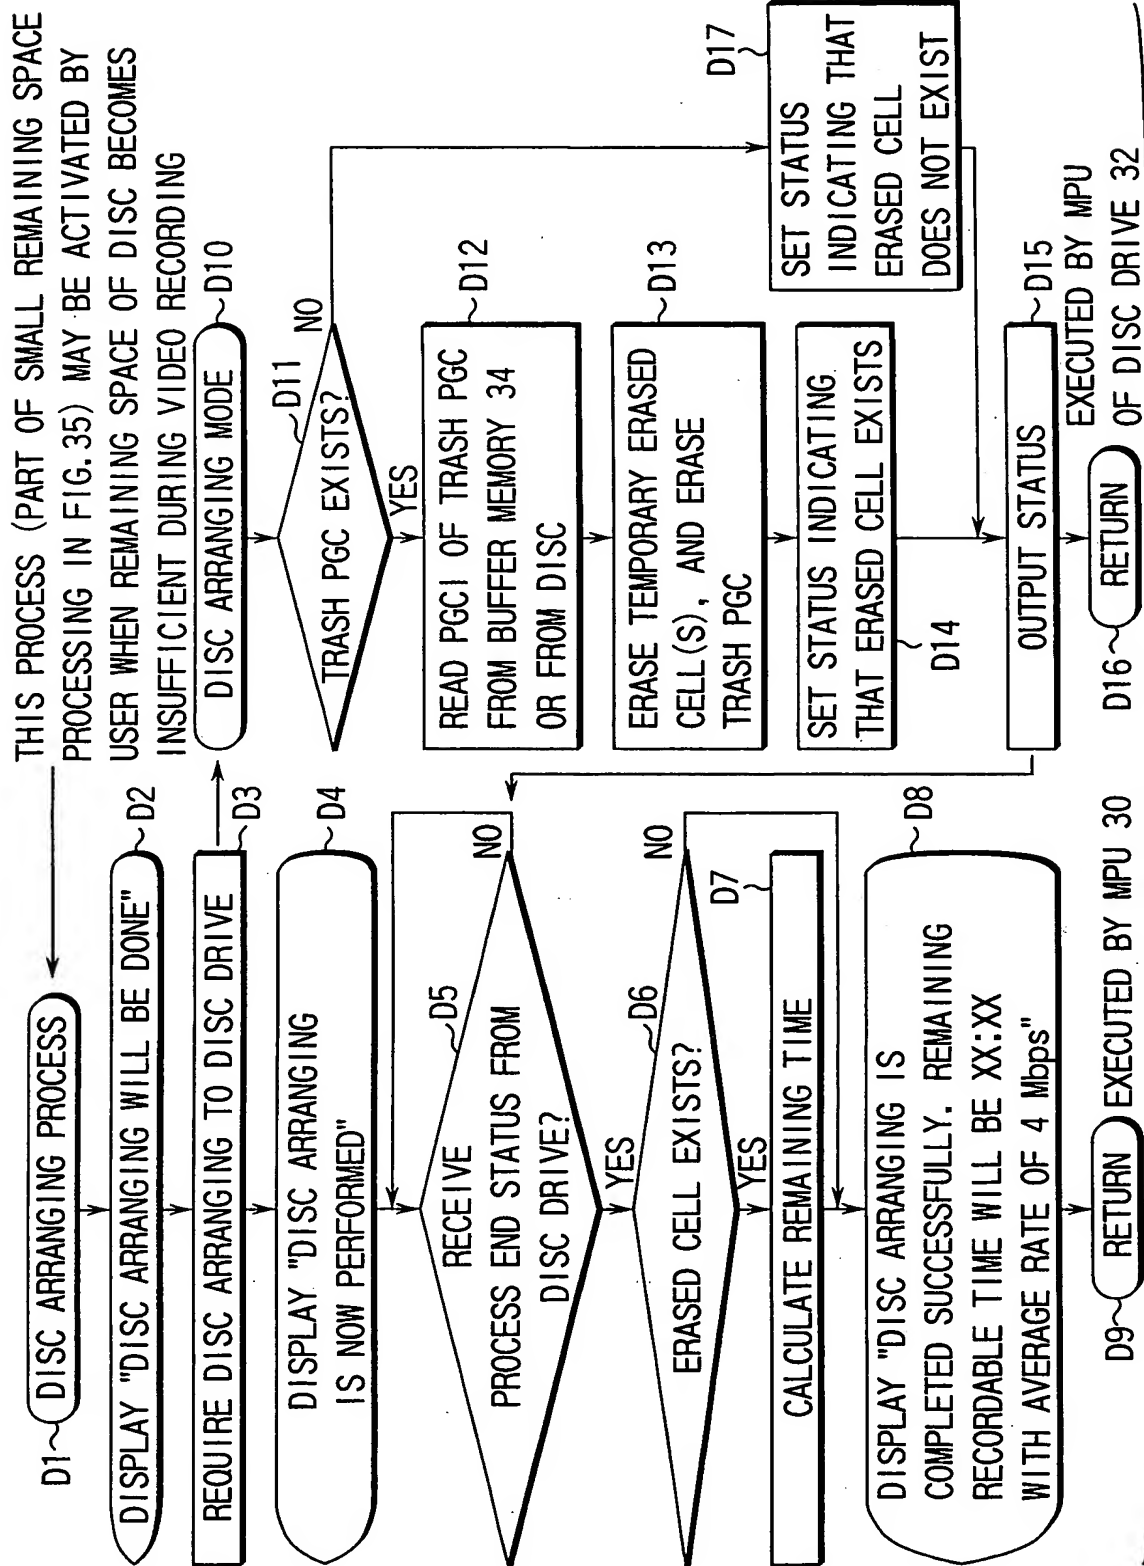 THIS PROCESS (PART OF SMALL REMAINING SPACE
PROCESSING IN FIG.35) MAY BE ACTIVATED BY
USER WHEN REMAINING SPACE OF DISC BECOMES
INSUFFICIENT DURING VIDEO RECORDING
D1
DISC ARRANGING PROCESS
DISPLAY "DISC ARRANGING WILL BE DONE"
D2
REQUIRE DISC ARRANGING TO DISC DRIVE
D3
DISPLAY "DISC ARRANGING
IS NOW PERFORMED"
D4
RECEIVE
PROCESS END STATUS FROM
DISC DRIVE?
D5
NO
YES
ERASED CELL EXISTS?
D6
NO
YES
CALCULATE REMAINING TIME
D7
DISPLAY "DISC ARRANGING IS
COMPLETED SUCCESSFULLY. REMAINING
RECORDABLE TIME WILL BE XX:XX
WITH AVERAGE RATE OF 4 Mbps"
D8
D9
RETURN
EXECUTED BY MPU 30
DISC ARRANGING MODE
D10
TRASH PGC EXISTS?
D11
NO
YES
READ PGCI OF TRASH PGC
FROM BUFFER MEMORY 34
OR FROM DISC
D12
ERASE TEMPORARY ERASED
CELL(S), AND ERASE
TRASH PGC
D13
SET STATUS INDICATING
THAT ERASED CELL EXISTS
D14
SET STATUS
INDICATING THAT
ERASED CELL
DOES NOT EXIST
D17
OUTPUT STATUS
D15
D16
RETURN
EXECUTED BY MPU
OF DISC DRIVE 32